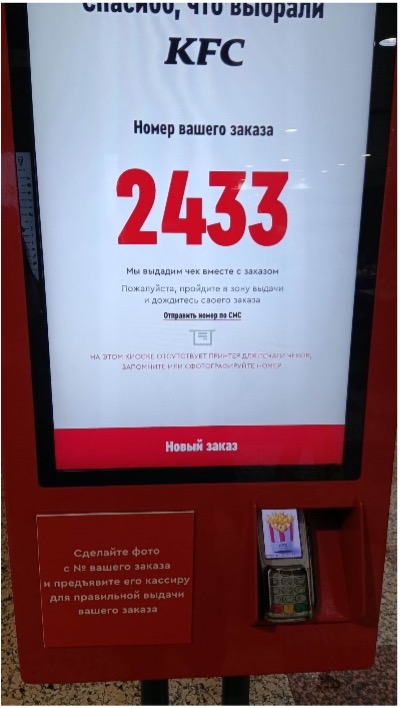 Спасибо, что выбрали
KFC
Номер вашего заказа
2433
Мы выдадим чек вместе с заказом
Пожалуйста, пройдите в зону выдачи
и дождитесь своего заказа
Отправить номер по СМС
НА ЭТОМ КИОСКЕ ОТСУТСТВУЕТ ПРИНТЕР ДЛЯ ПЕЧАТИ ЧЕКОВ,
ЗАПОМНИТЕ ИЛИ СФОТОГРАФИРУЙТЕ НОМЕР
Новый заказ
Сделайте фото
с № вашего заказа
и предъявите его кассиру
для правильной выдачи
вашего заказа